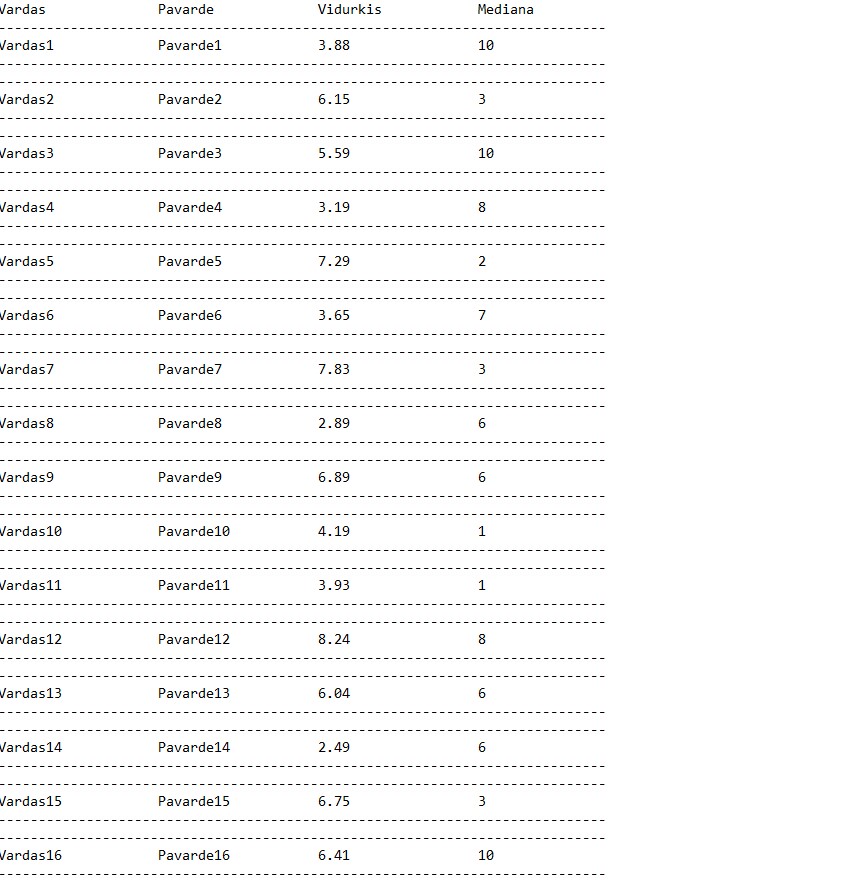 Vardas Pavarde Vidurkis Mediana
--------------------------------------------------------------------------------
Vardas1 Pavarde1 3.88 10
--------------------------------------------------------------------------------
--------------------------------------------------------------------------------
Vardas2 Pavarde2 6.15 3
--------------------------------------------------------------------------------
--------------------------------------------------------------------------------
Vardas3 Pavarde3 5.59 10
--------------------------------------------------------------------------------
--------------------------------------------------------------------------------
Vardas4 Pavarde4 3.19 8
--------------------------------------------------------------------------------
--------------------------------------------------------------------------------
Vardas5 Pavarde5 7.29 2
--------------------------------------------------------------------------------
--------------------------------------------------------------------------------
Vardas6 Pavarde6 3.65 7
--------------------------------------------------------------------------------
--------------------------------------------------------------------------------
Vardas7 Pavarde7 7.83 3
--------------------------------------------------------------------------------
--------------------------------------------------------------------------------
Vardas8 Pavarde8 2.89 6
--------------------------------------------------------------------------------
--------------------------------------------------------------------------------
Vardas9 Pavarde9 6.89 6
--------------------------------------------------------------------------------
--------------------------------------------------------------------------------
Vardas10 Pavarde10 4.19 1
--------------------------------------------------------------------------------
--------------------------------------------------------------------------------
Vardas11 Pavarde11 3.93 1
--------------------------------------------------------------------------------
--------------------------------------------------------------------------------
Vardas12 Pavarde12 8.24 8
--------------------------------------------------------------------------------
--------------------------------------------------------------------------------
Vardas13 Pavarde13 6.04 6
--------------------------------------------------------------------------------
--------------------------------------------------------------------------------
Vardas14 Pavarde14 2.49 6
--------------------------------------------------------------------------------
--------------------------------------------------------------------------------
Vardas15 Pavarde15 6.75 3
--------------------------------------------------------------------------------
--------------------------------------------------------------------------------
Vardas16 Pavarde16 6.41 10
--------------------------------------------------------------------------------